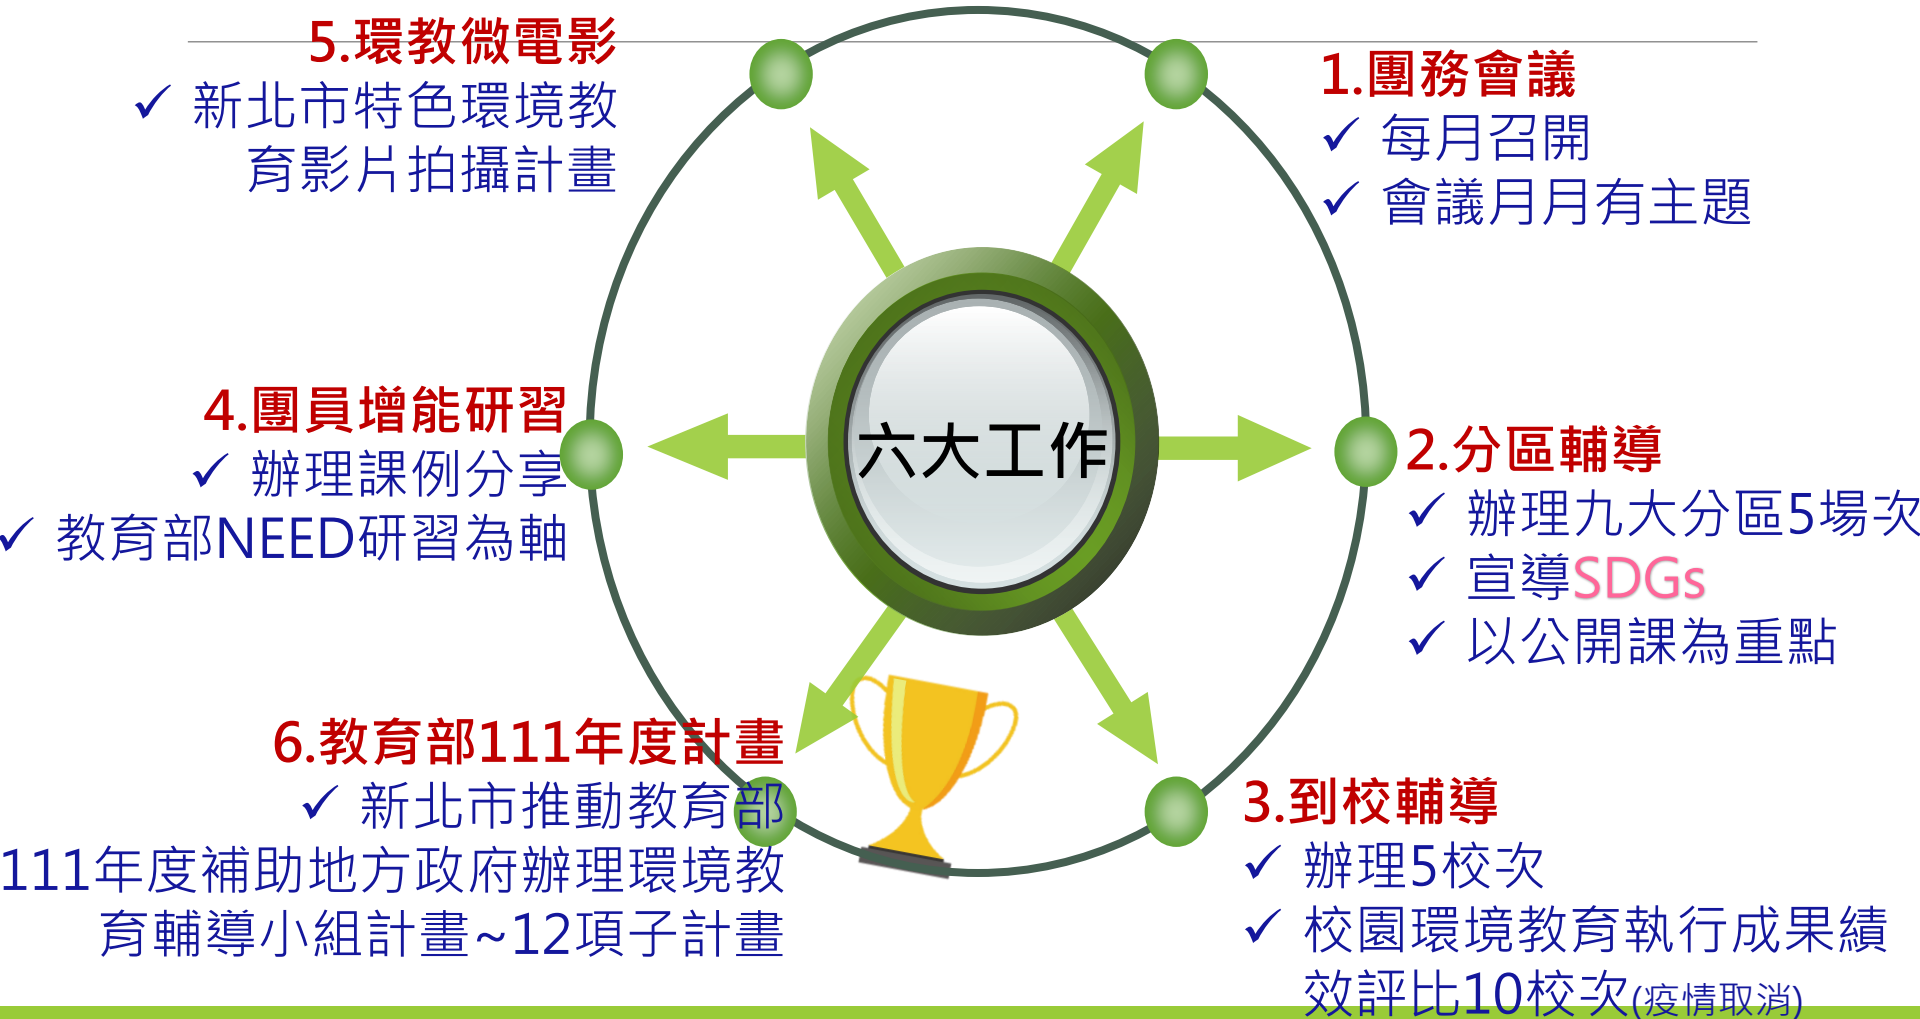 5.環教微電影
✓ 新北市特色環境教
育影片拍攝計畫
1.團務會議
✓ 每月召開
✓ 會議月月有主題
4.團員增能研習
✓ 辦理課例分享
✓ 教育部NEED研習為軸
六大工作
2.分區輔導
✓ 辦理九大分區5場次
✓ 宣導SDGs
✓ 以公開課為重點
6.教育部111年度計畫
✓ 新北市推動教育部
111年度補助地方政府辦理環境教
育輔導小組計畫~12項子計畫
3.到校輔導
✓ 辦理5校次
✓ 校園環境教育執行成果績
效評比10校次(疫情取消)